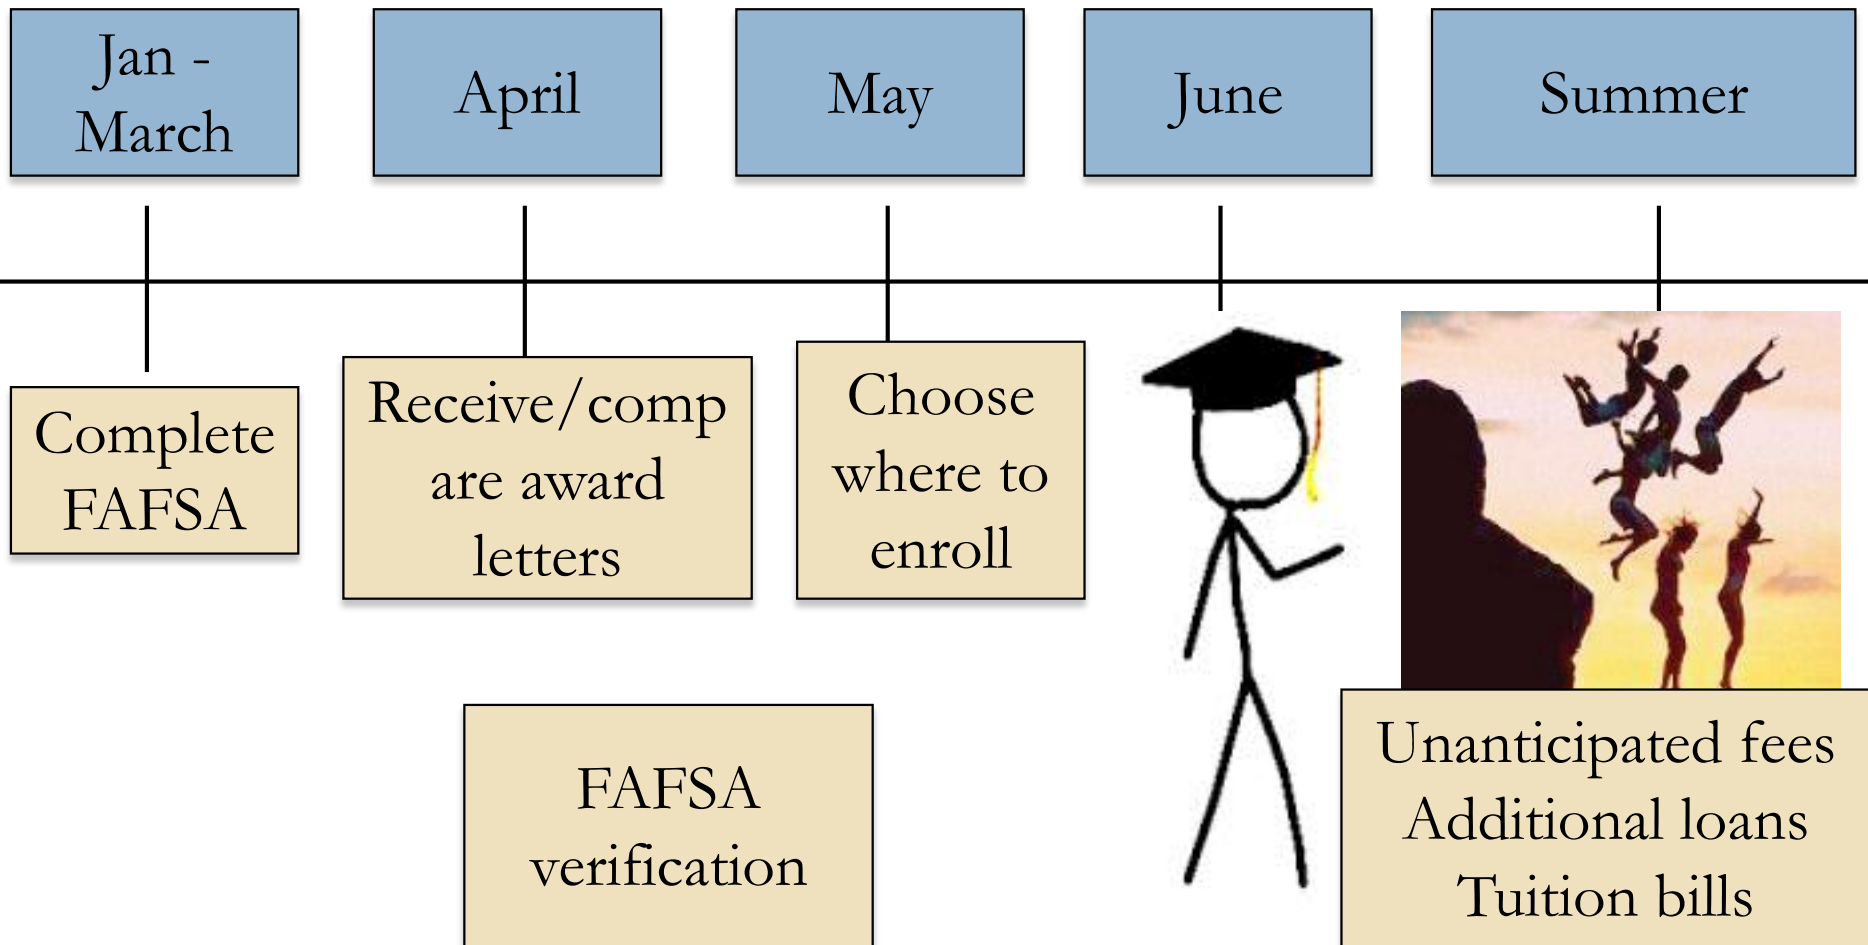 Jan -
March
April
May
June
Summer
Complete
FAFSA
Receive/comp
are award
letters
Choose
where to
enroll
FAFSA
verification
Unanticipated fees
Additional loans
Tuition bills